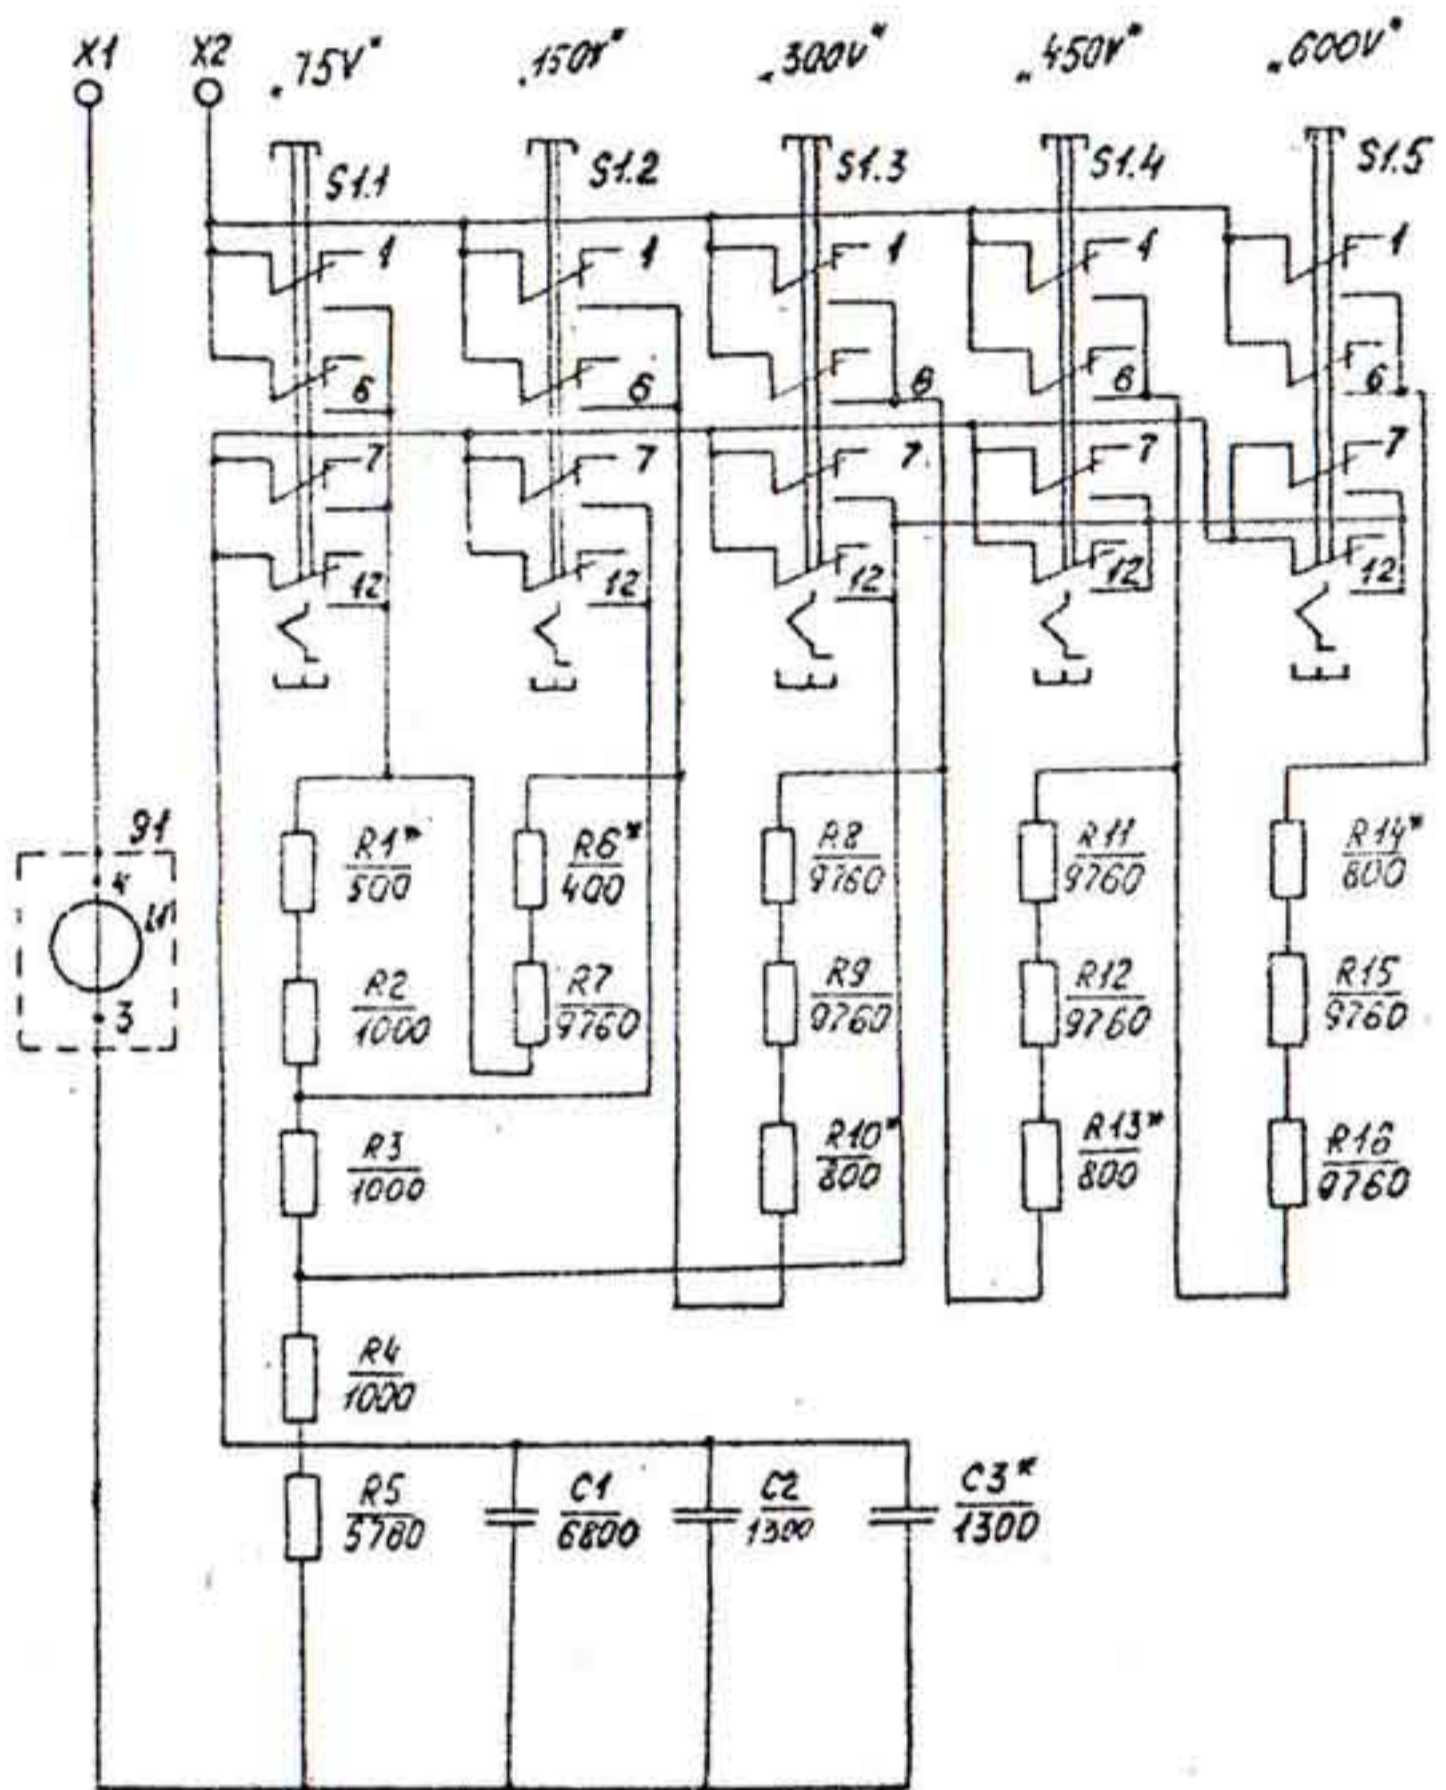 X1 X2 „75V" „150V" „300V" „450V" „600V"
S1.1 S1.2 S1.3 S1.4 S1.5
1 1 1 1 1
6 6 6 6 6
7 7 7 7 7
12 12 12 12 12
91
4
L1
3
R1*
500
R6*
400
R8
9760
R11
9760
R14*
800
R2
1000
R7
9760
R9
9760
R12
9760
R15
9760
R3
1000
R10*
800
R13*
800
R16
9760
R4
1000
R5
5760
C1
6800
C2
1300
C3*
1300